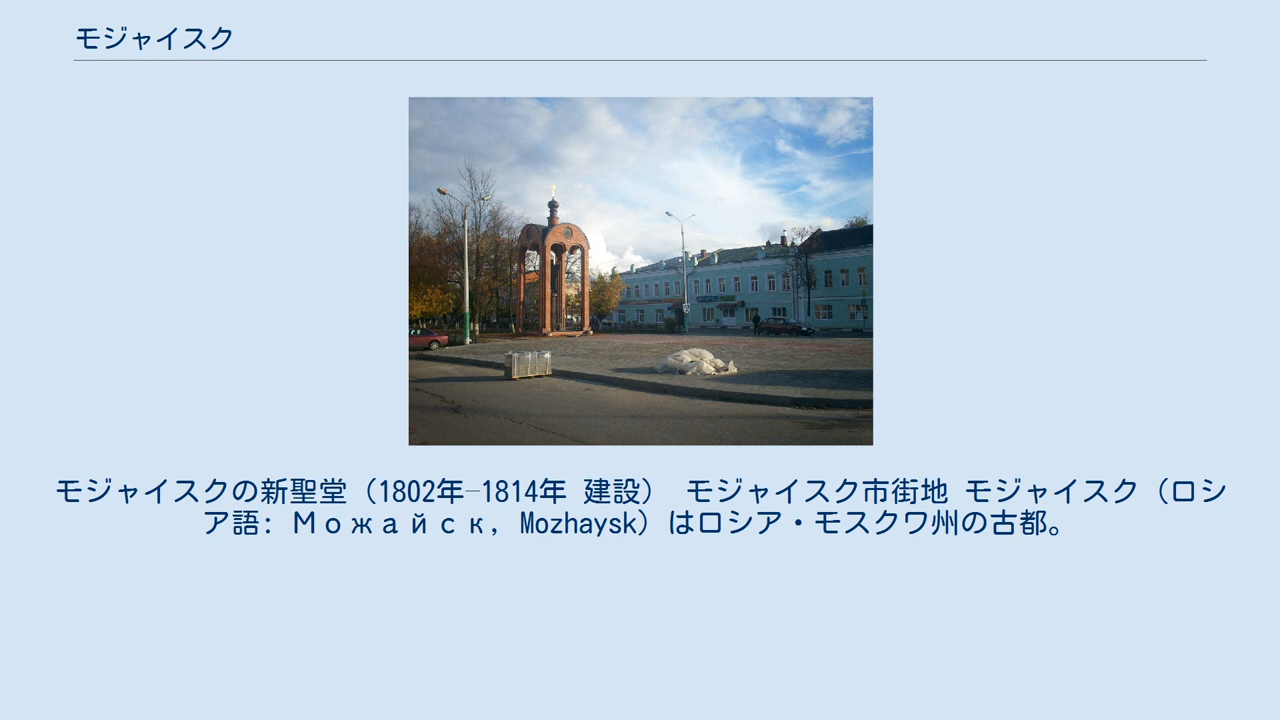 モジャイスク
モジャイスクの新聖堂（1802年–1814年 建設） モジャイスク市街地 モジャイスク（ロシ
ア語: Можайск, Mozhaysk）はロシア・モスクワ州の古都。